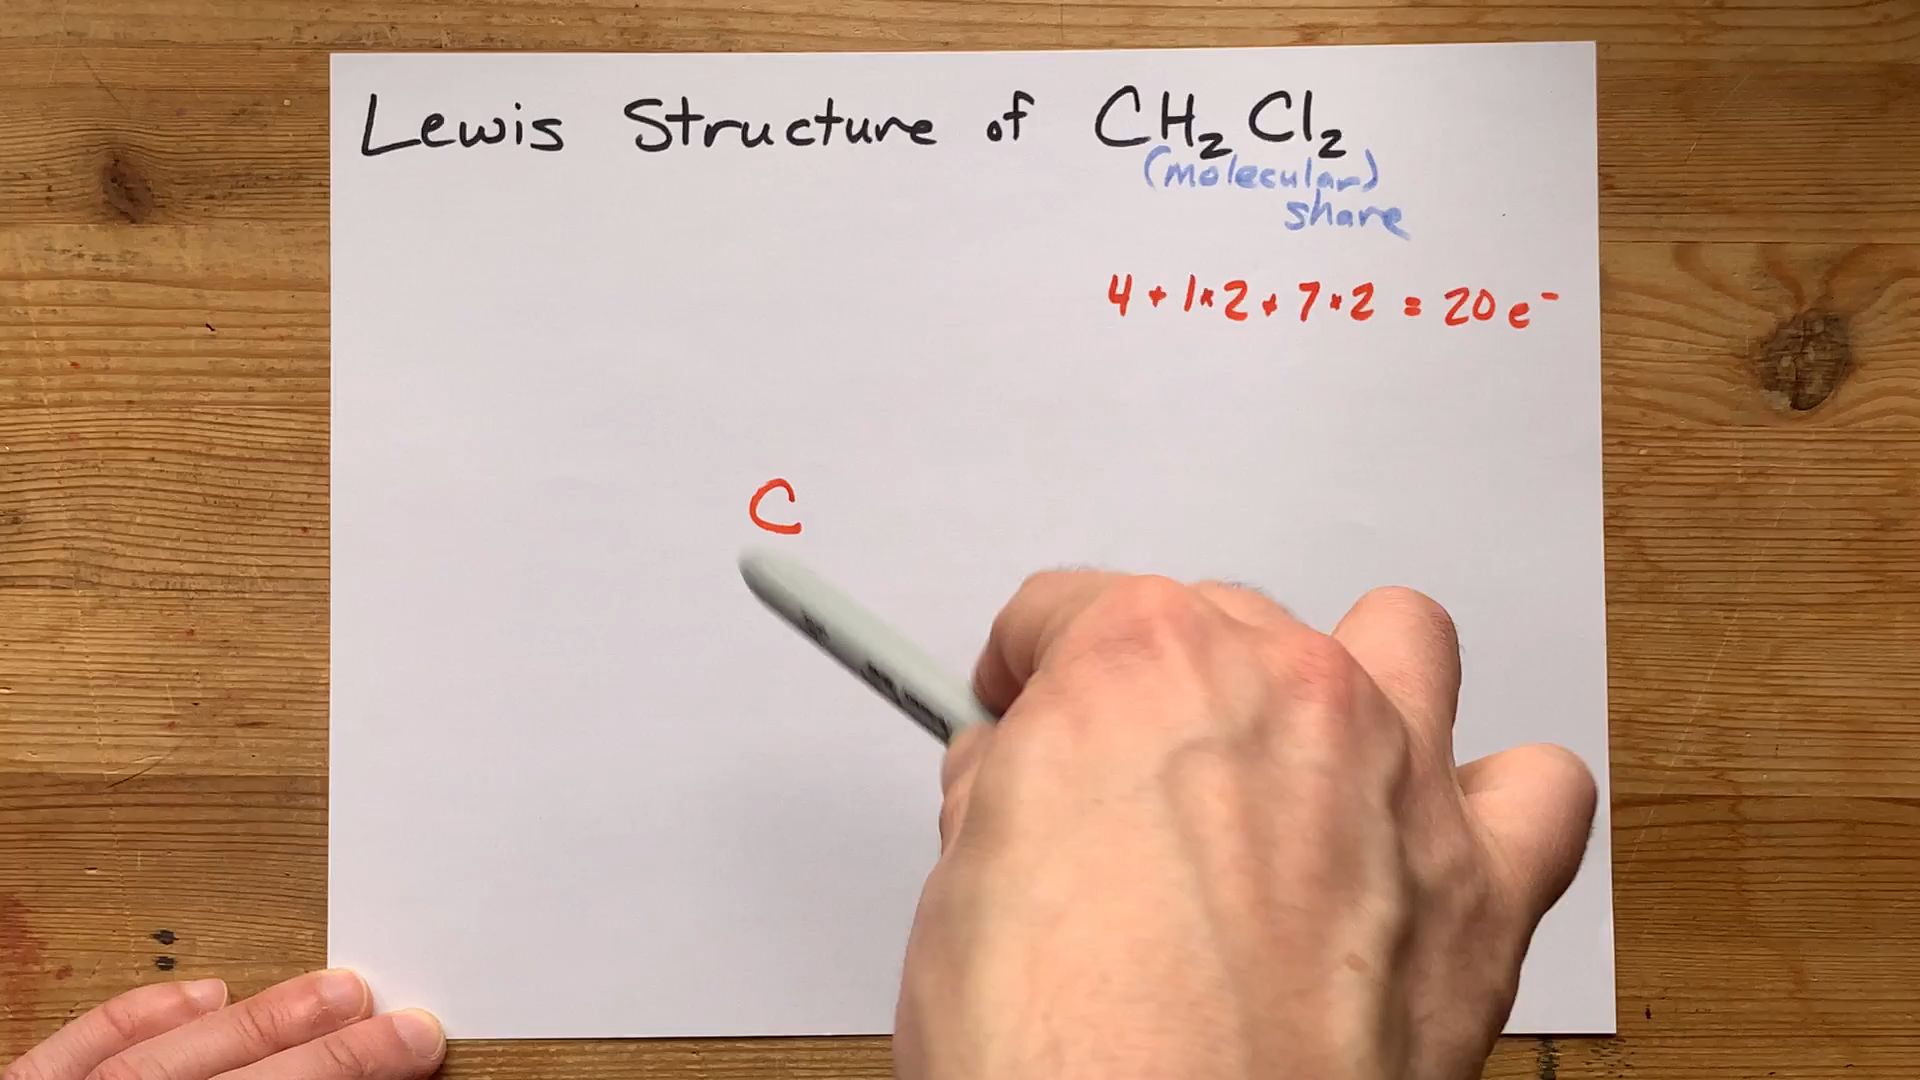 Lewis Structure of CH₂Cl₂
(molecular)
share
4 + 1×2 + 7×2 = 20 e⁻
C